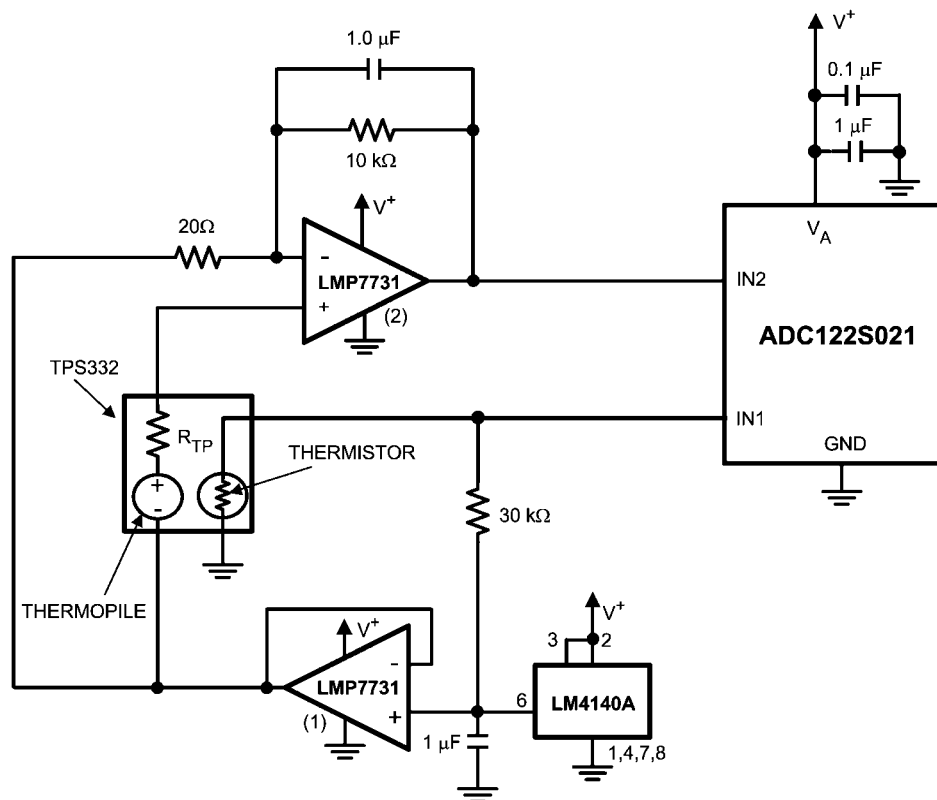 1.0 μF
V+
0.1 μF
10 kΩ
1 μF
V+
20Ω
VA
-
LMP7731
IN2
+
(2)
ADC122S021
TPS332
RTP
IN1
THERMISTOR
GND
+
-
30 kΩ
THERMOPILE
V+
V+
3
2
-
LMP7731
6
LM4140A
(1)
+
1 μF
1,4,7,8